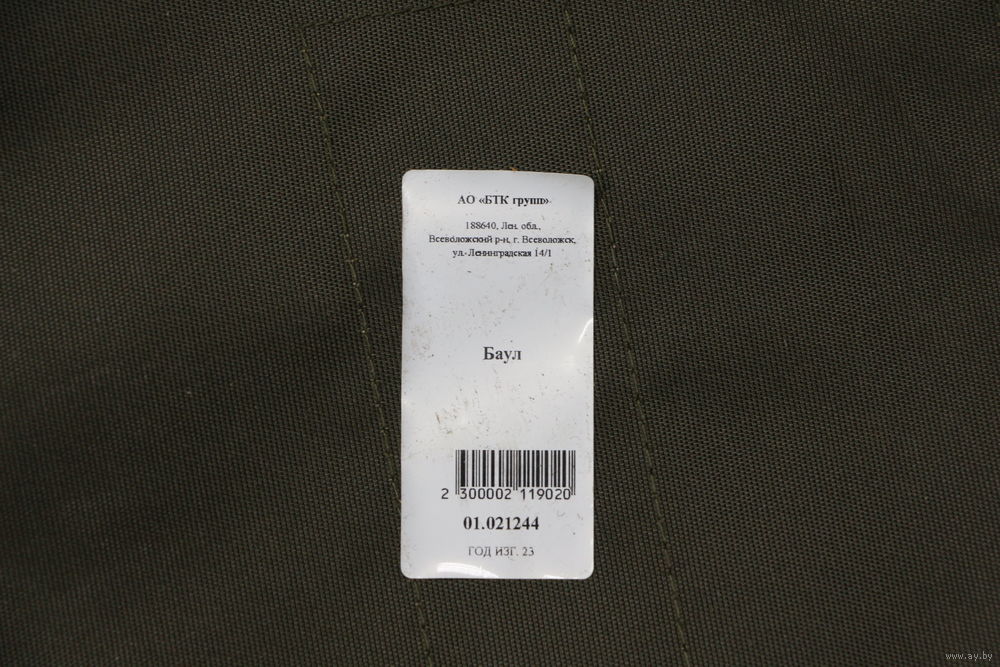 АО «БТК групп»
188640, Лен. обл.,
Всеволожский р-н, г. Всеволожск,
ул. Ленинградская 14/1
Баул
2 300002 119020
01.021244
ГОД ИЗГ. 23
www.ay.by